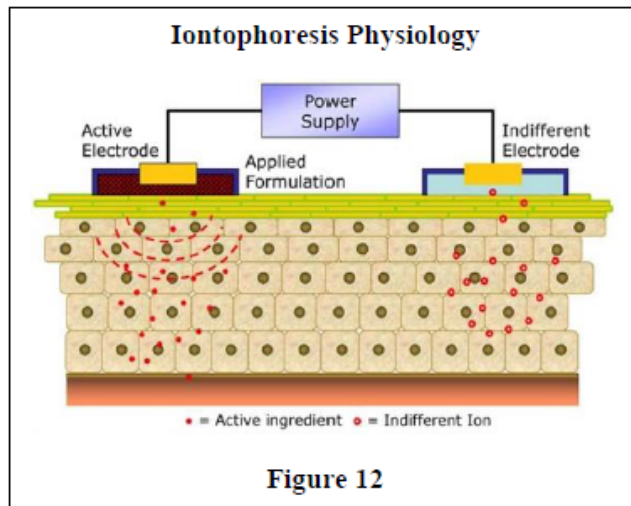 Iontophoresis Physiology
Power
Supply
Active
Electrode
Applied
Formulation
Indifferent
Electrode
• = Active ingredient  o = Indifferent Ion
Figure 12